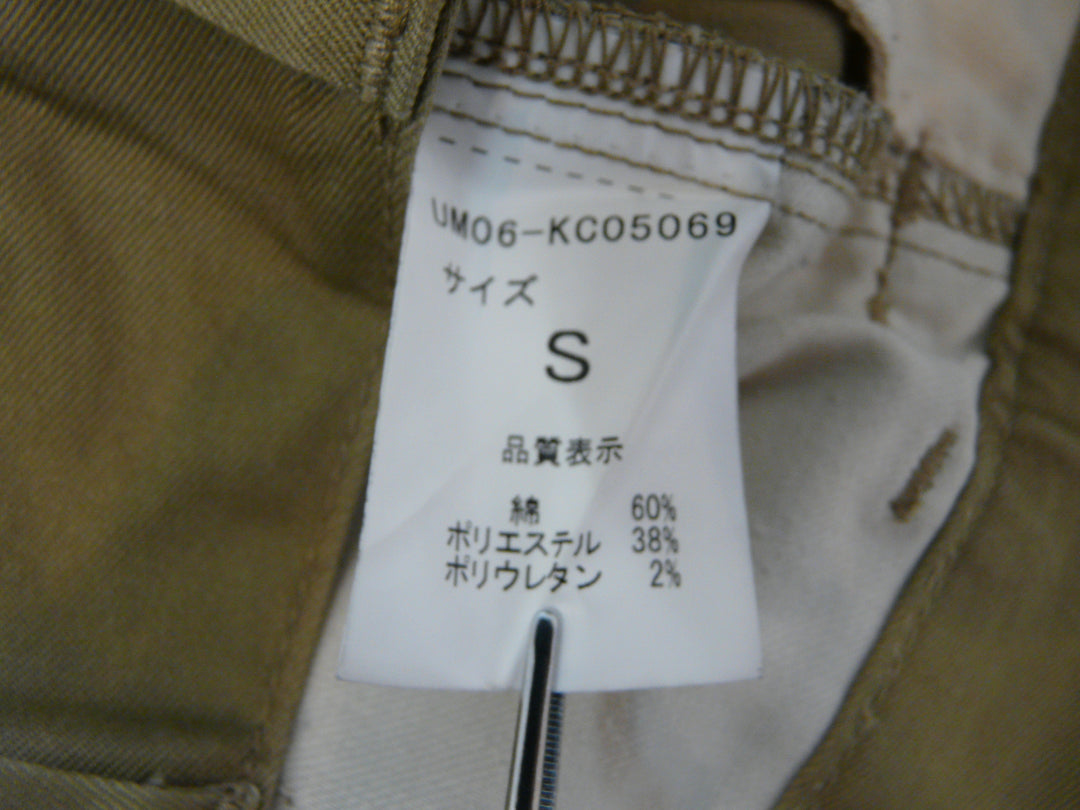 UM06-KC05069
サイズ
S
品質表示
綿 60%
ポリエステル 38%
ポリウレタン 2%